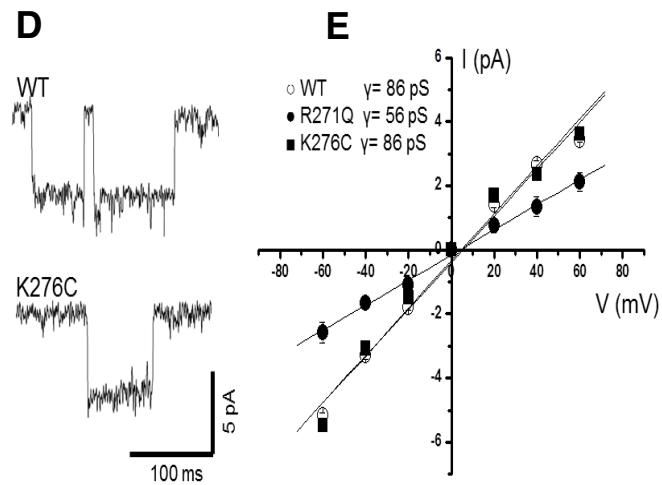 D
WT
K276C
5 pA
100 ms
E
I (pA)
WT γ= 86 pS
R271Q γ= 56 pS
K276C γ= 86 pS
6
4
2
0
-2
-4
-6
-80 -60 -40 -20 0 20 40 60 80
V (mV)